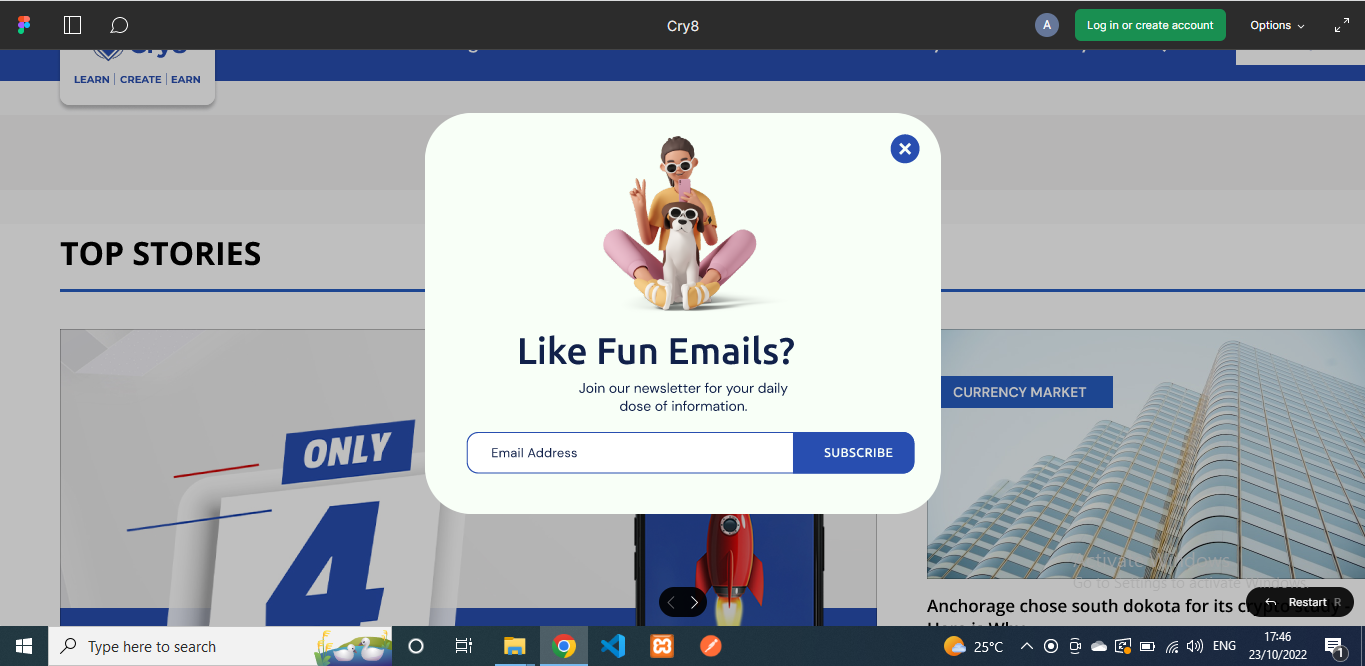 Cry8
A
Log in or create account
Options
LEARN | CREATE | EARN
TOP STORIES
Like Fun Emails?
Join our newsletter for your daily
dose of information.
Email Address
SUBSCRIBE
ONLY
4
CURRENCY MARKET
Activate Windows
Go to Settings to activate Windows.
Anchorage chose south dokota for its crypto study -
Restart R
Type here to search
25°C
ENG
17:46
23/10/2022
1